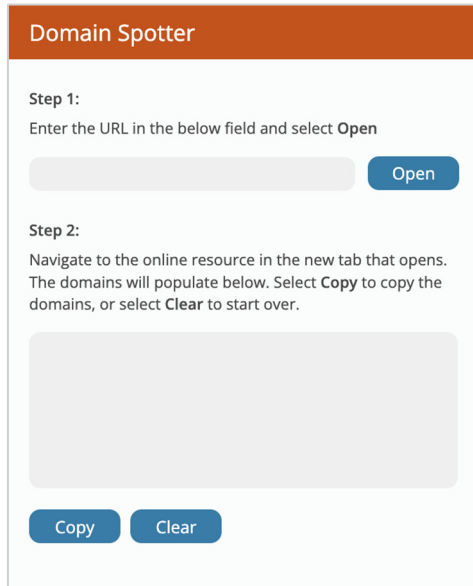 Domain Spotter
Step 1:
Enter the URL in the below field and select Open
Open
Step 2:
Navigate to the online resource in the new tab that opens.
The domains will populate below. Select Copy to copy the
domains, or select Clear to start over.
Copy
Clear